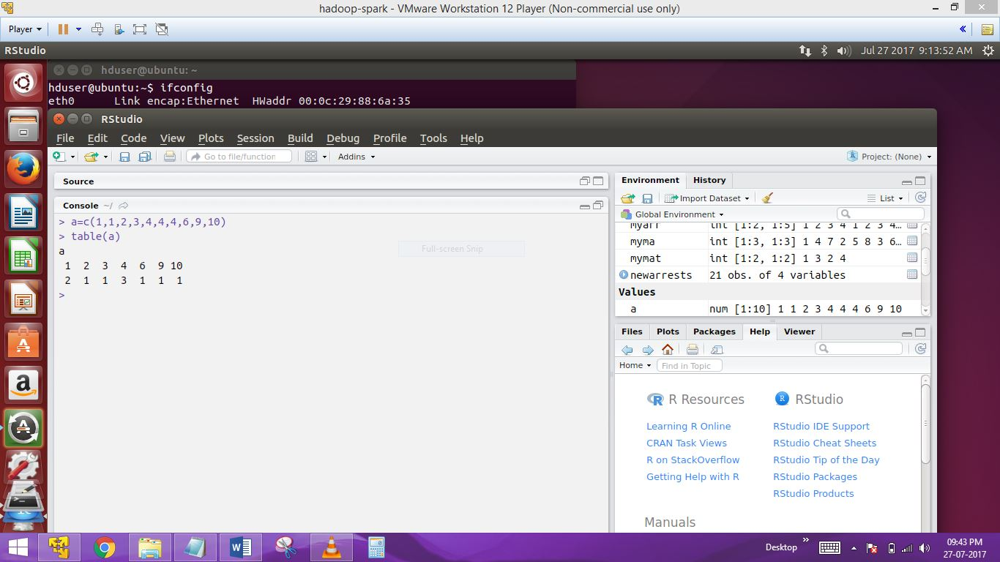 hadoop-spark - VMware Workstation 12 Player (Non-commercial use only)
Player
RStudio
Jul 27 2017 9:13:52 AM
hduser@ubuntu: ~
hduser@ubuntu:~$ ifconfig
eth0 Link encap:Ethernet HWaddr 00:0c:29:88:6a:35
RStudio
File Edit Code View Plots Session Build Debug Profile Tools Help
Go to file/function Addins Project: (None)
Source
Console ~/
> a=c(1,1,2,3,4,4,4,6,9,10)
> table(a)
a
1 2 3 4 6 9 10
2 1 1 3 1 1 1
>
Full-screen Snip
Environment History
Import Dataset List
Global Environment
myarr int [1:2, 1:5] 1 2 3 4 1 2 3 4…
myma int [1:3, 1:3] 1 4 7 2 5 8 3 6…
mymat int [1:2, 1:2] 1 3 2 4
newarrests 21 obs. of 4 variables
Values
a num [1:10] 1 1 2 3 4 4 4 6 9 10
Files Plots Packages Help Viewer
Home Find in Topic
R Resources
Learning R Online
CRAN Task Views
R on StackOverflow
Getting Help with R
RStudio
RStudio IDE Support
RStudio Cheat Sheets
RStudio Tip of the Day
RStudio Packages
RStudio Products
Manuals
Desktop
09:43 PM
27-07-2017